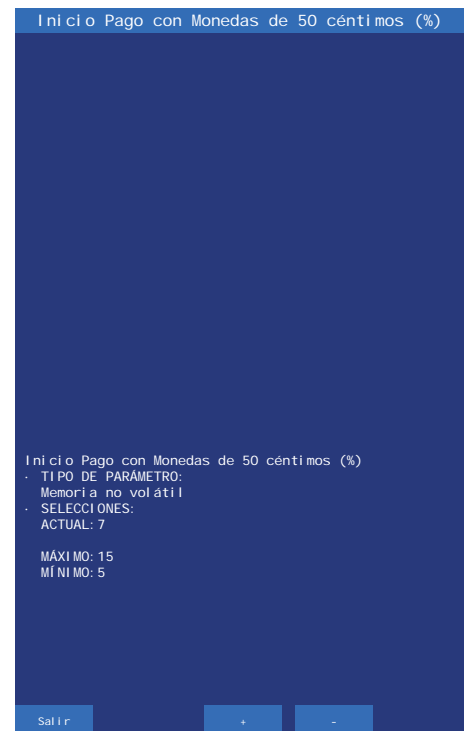 Inicio Pago con Monedas de 50 céntimos (%)
Inicio Pago con Monedas de 50 céntimos (%)
· TIPO DE PARÁMETRO:
Memoria no volátil
· SELECCIONES:
ACTUAL: 7
MÁXIMO: 15
MÍNIMO: 5
Salir + -